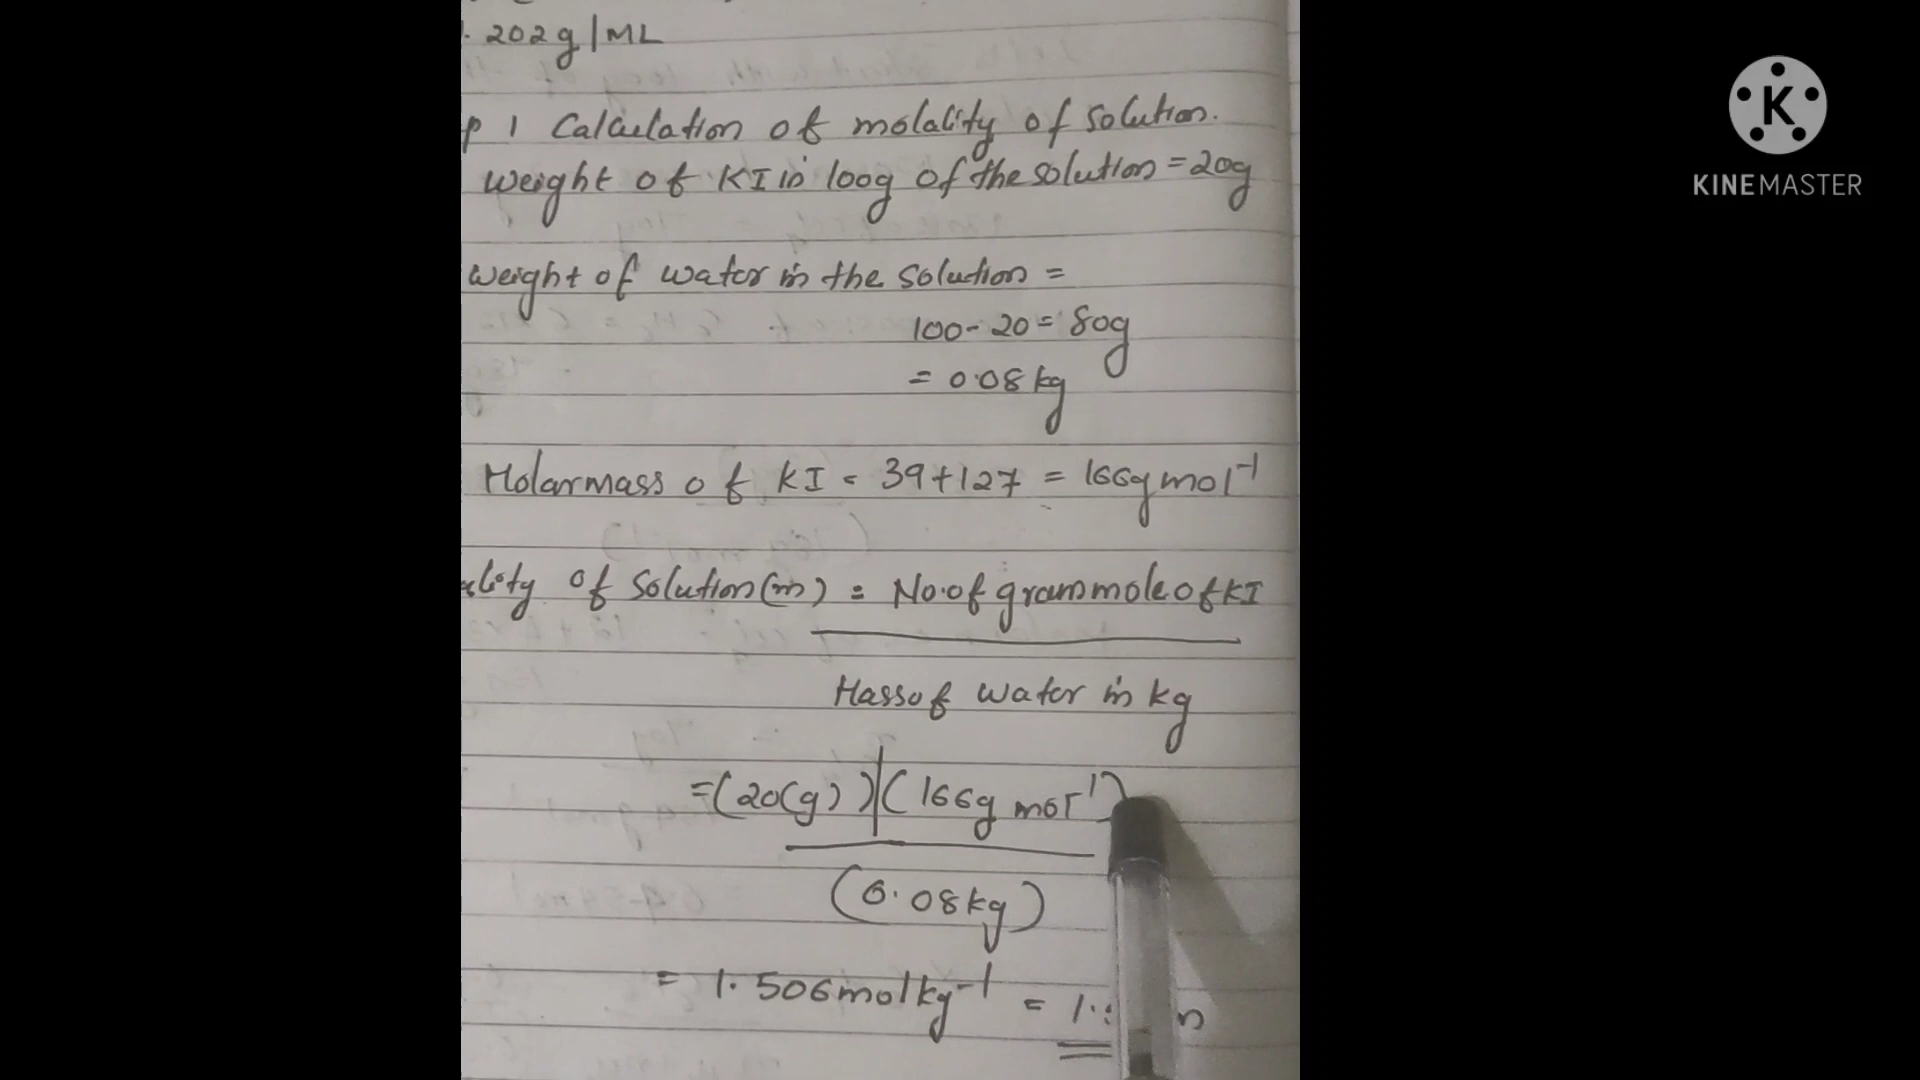 . 202g/ML
p 1 Calculation of molality of solution.
weight of KI in 100g of the solution = 20g
weight of water in the solution =
100 - 20 = 80g
= 0.08 kg
Molarmass of KI = 39+127 = 166g mol⁻¹
ality of solution (m) = No.of grammole of KI
Mass of water in kg
= (20(g)) / (166g mol⁻¹)
(0.08kg)
= 1.506 mol kg⁻¹ = 1.
K
KINEMASTER